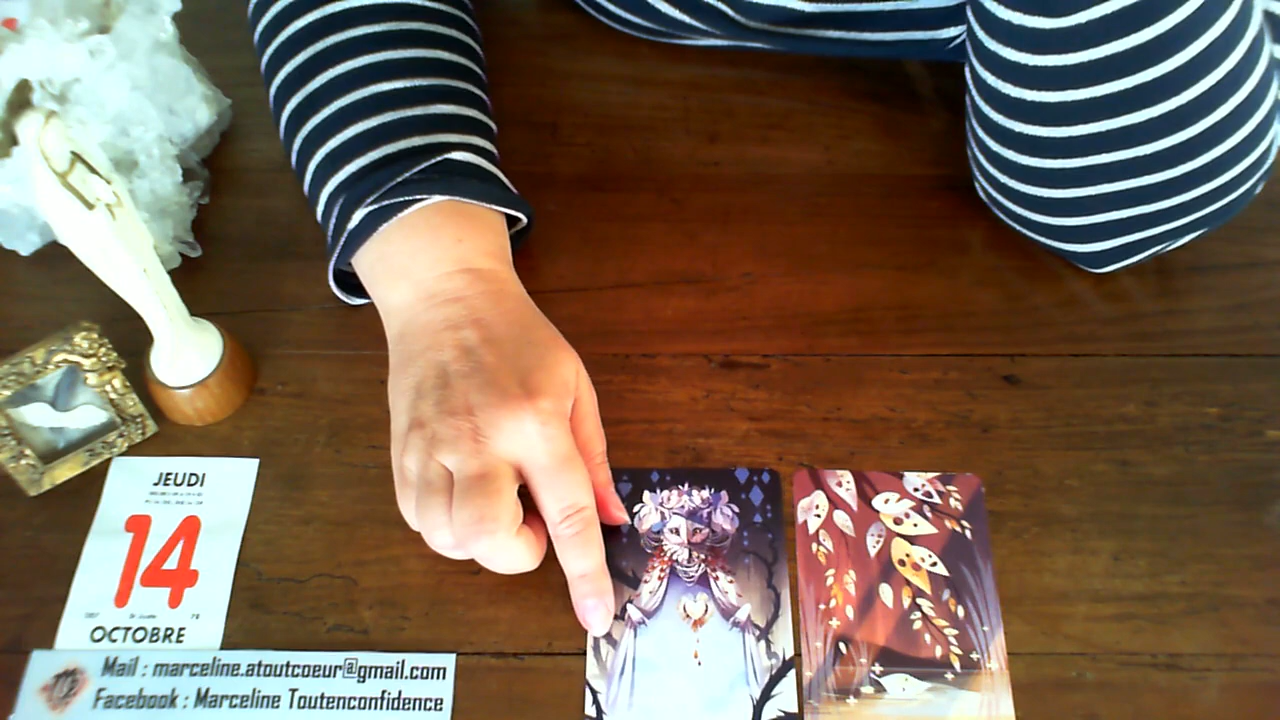 JEUDI
14
OCTOBRE
Mail : marceline.atoutcoeur@gmail.com
Facebook : Marceline Toutenconfidence